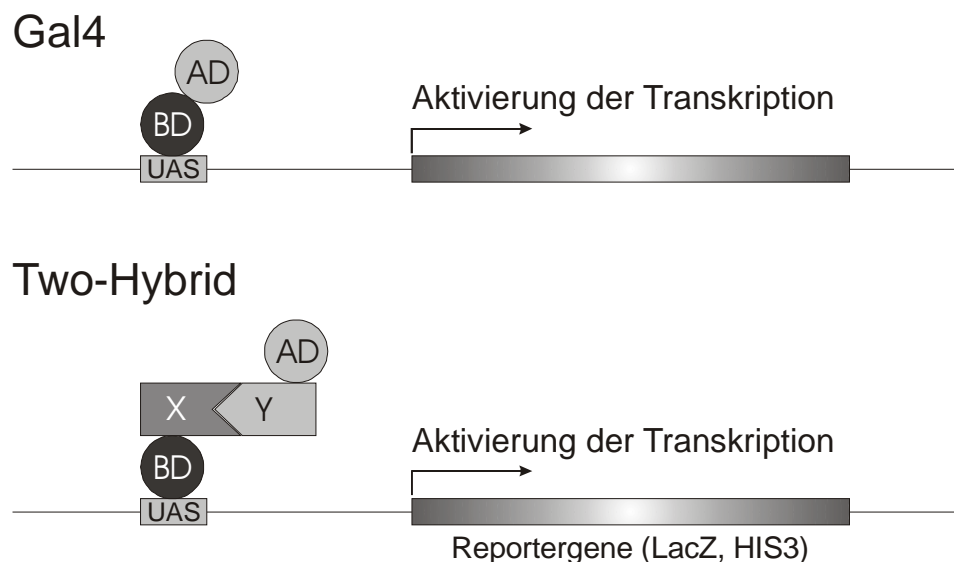 Gal4
AD
Aktivierung der Transkription
BD
UAS
Two-Hybrid
AD
X Y
Aktivierung der Transkription
BD
UAS
Reportergene (LacZ, HIS3)